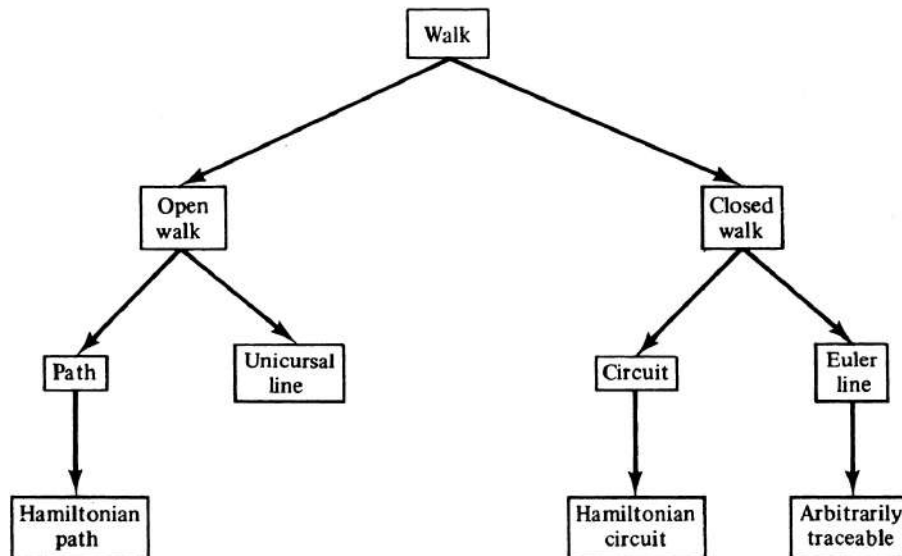 Walk
Open
walk
Closed
walk
Path
Unicursal
line
Circuit
Euler
line
Hamiltonian
path
Hamiltonian
circuit
Arbitrarily
traceable